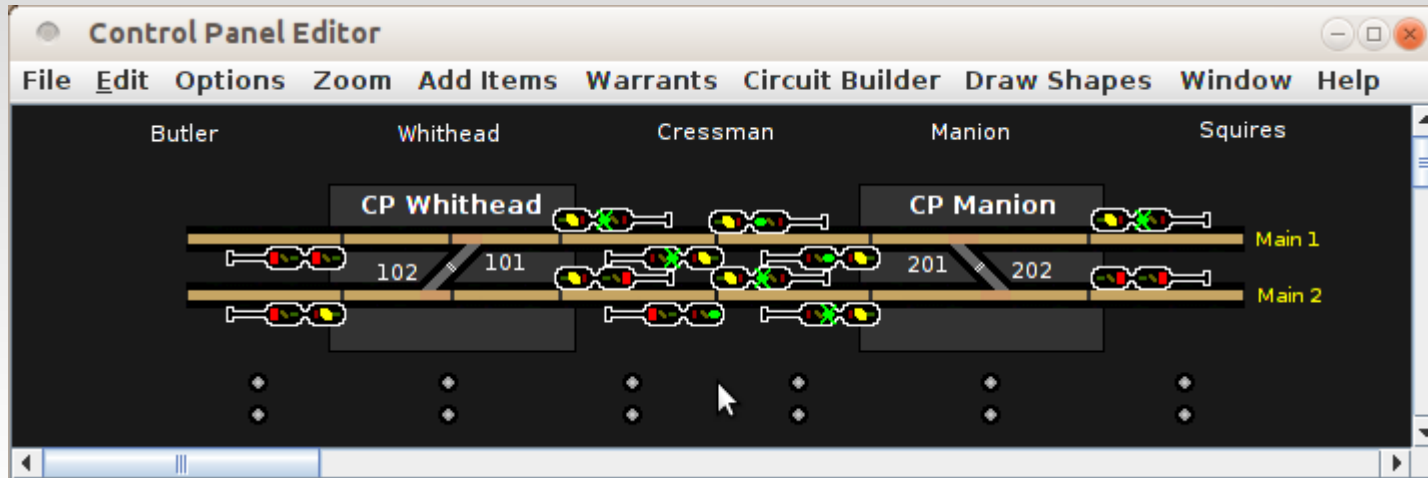 Control Panel Editor
File Edit Options Zoom Add Items Warrants Circuit Builder Draw Shapes Window Help
Butler Whithead Cressman Manion Squires
CP Whithead CP Manion
Main 1
102 101 201 202
Main 2